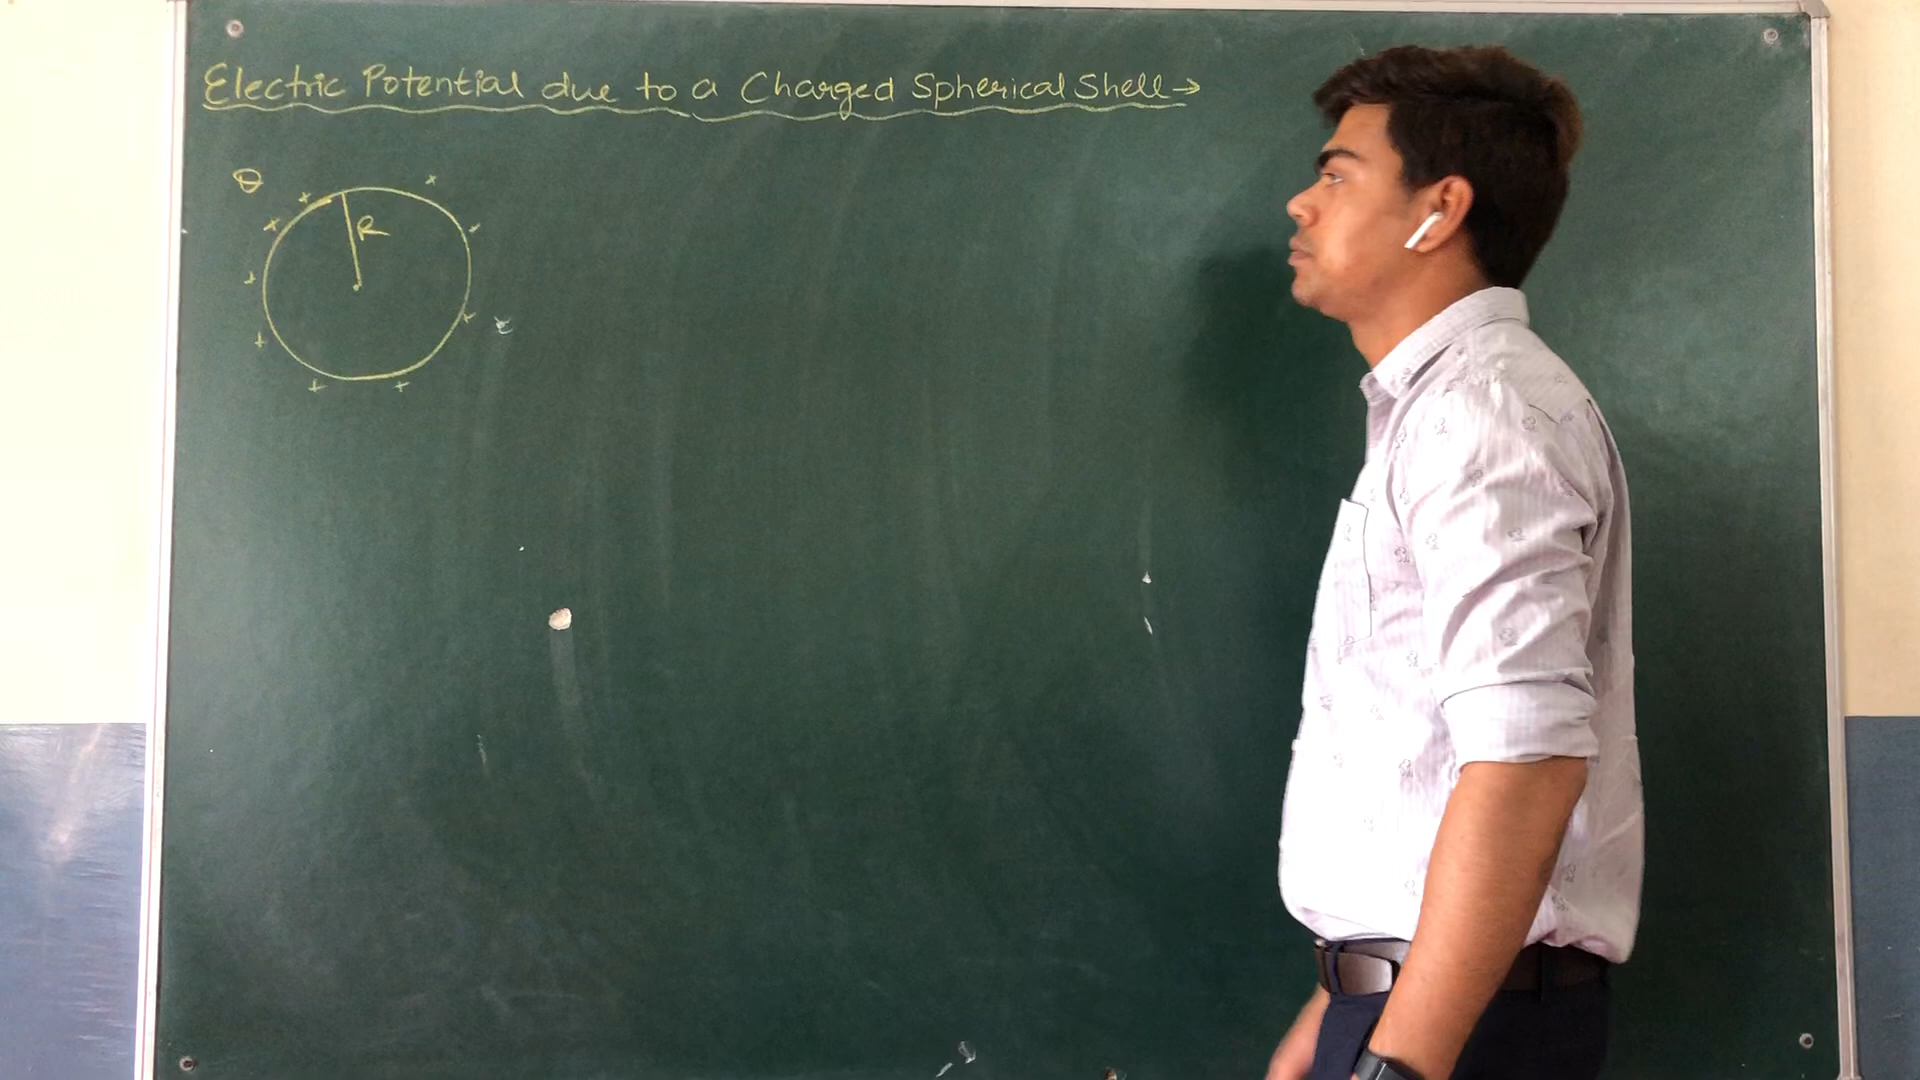 Electric Potential due to a Charged Spherical Shell →
Q
R